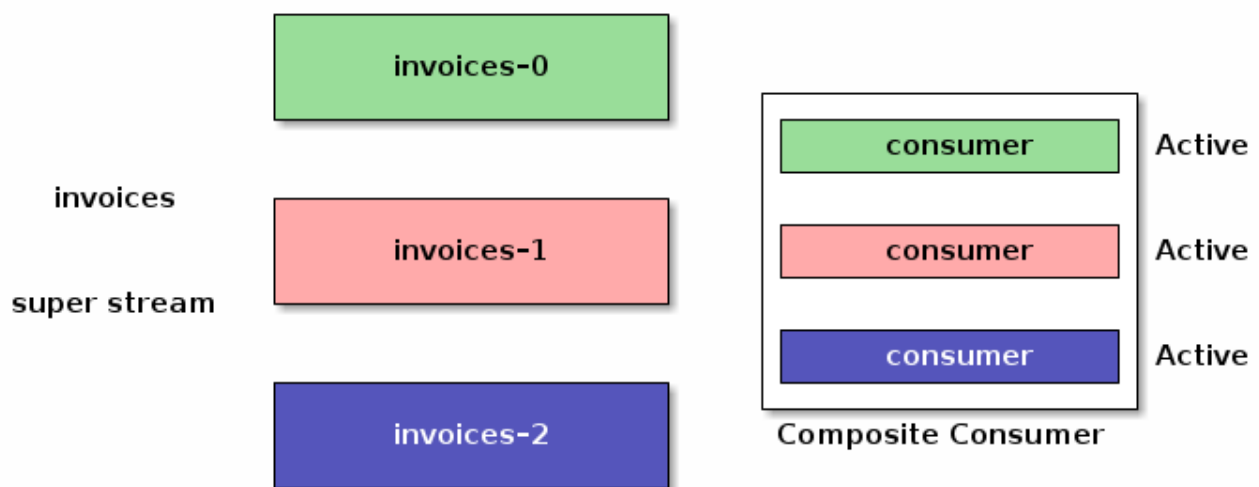 invoices
super stream
invoices-0
invoices-1
invoices-2
consumer Active
consumer Active
consumer Active
Composite Consumer